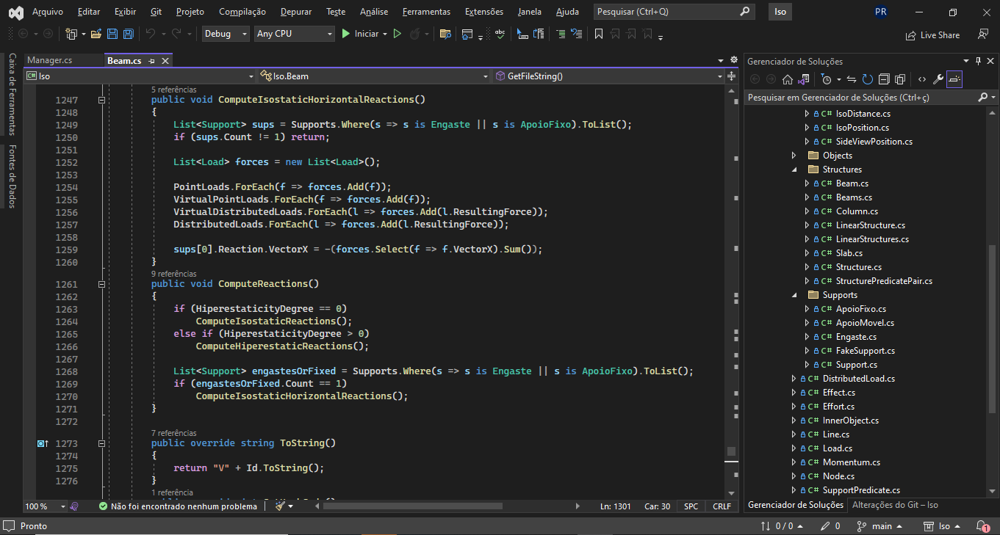 Arquivo Editar Exibir Git Projeto Compilação Depurar Teste Análise Ferramentas Extensões Janela Ajuda Pesquisar (Ctrl+Q) Iso PR
Debug Any CPU Iniciar Live Share
Caixa de Ferramentas
Fontes de Dados
Manager.cs Beam.cs
Iso Iso.Beam GetFileString()
5 referências
1247 public void ComputeIsostaticHorizontalReactions()
1248 {
1249 List<Support> sups = Supports.Where(s => s is Engaste || s is ApoioFixo).ToList();
1250 if (sups.Count != 1) return;
1251
1252 List<Load> forces = new List<Load>();
1253
1254 PointLoads.ForEach(f => forces.Add(f));
1255 VirtualPointLoads.ForEach(f => forces.Add(f));
1256 VirtualDistributedLoads.ForEach(l => forces.Add(l.ResultingForce));
1257 DistributedLoads.ForEach(l => forces.Add(l.ResultingForce));
1258
1259 sups[0].Reaction.VectorX = -(forces.Select(f => f.VectorX).Sum());
1260 }
9 referências
1261 public void ComputeReactions()
1262 {
1263 if (HiperestaticityDegree == 0)
1264 ComputeIsostaticReactions();
1265 else if (HiperestaticityDegree > 0)
1266 ComputeHiperestaticReactions();
1267
1268 List<Support> engastesOrFixed = Supports.Where(s => s is Engaste || s is ApoioFixo).ToList();
1269 if (engastesOrFixed.Count == 1)
1270 ComputeIsostaticHorizontalReactions();
1271 }
1272
7 referências
1273 public override string ToString()
1274 {
1275 return "V" + Id.ToString();
1276 }
1 referência
100 % Não foi encontrado nenhum problema Ln: 1301 Car: 30 SPC CRLF
Gerenciador de Soluções
Pesquisar em Gerenciador de Soluções (Ctrl+ç)
C# IsoDistance.cs
C# IsoPosition.cs
C# SideViewPosition.cs
Objects
Structures
C# Beam.cs
C# Beams.cs
C# Column.cs
C# LinearStructure.cs
C# LinearStructures.cs
C# Slab.cs
C# Structure.cs
C# StructurePredicatePair.cs
Supports
C# ApoioFixo.cs
C# ApoioMovel.cs
C# Engaste.cs
C# FakeSupport.cs
C# Support.cs
C# DistributedLoad.cs
C# Effect.cs
C# Effort.cs
C# InnerObject.cs
C# Line.cs
C# Load.cs
C# Momentum.cs
C# Node.cs
C# SupportPredicate.cs
Gerenciador de Soluções Alterações do Git – Iso
Pronto 0 / 0 0 main Iso 1